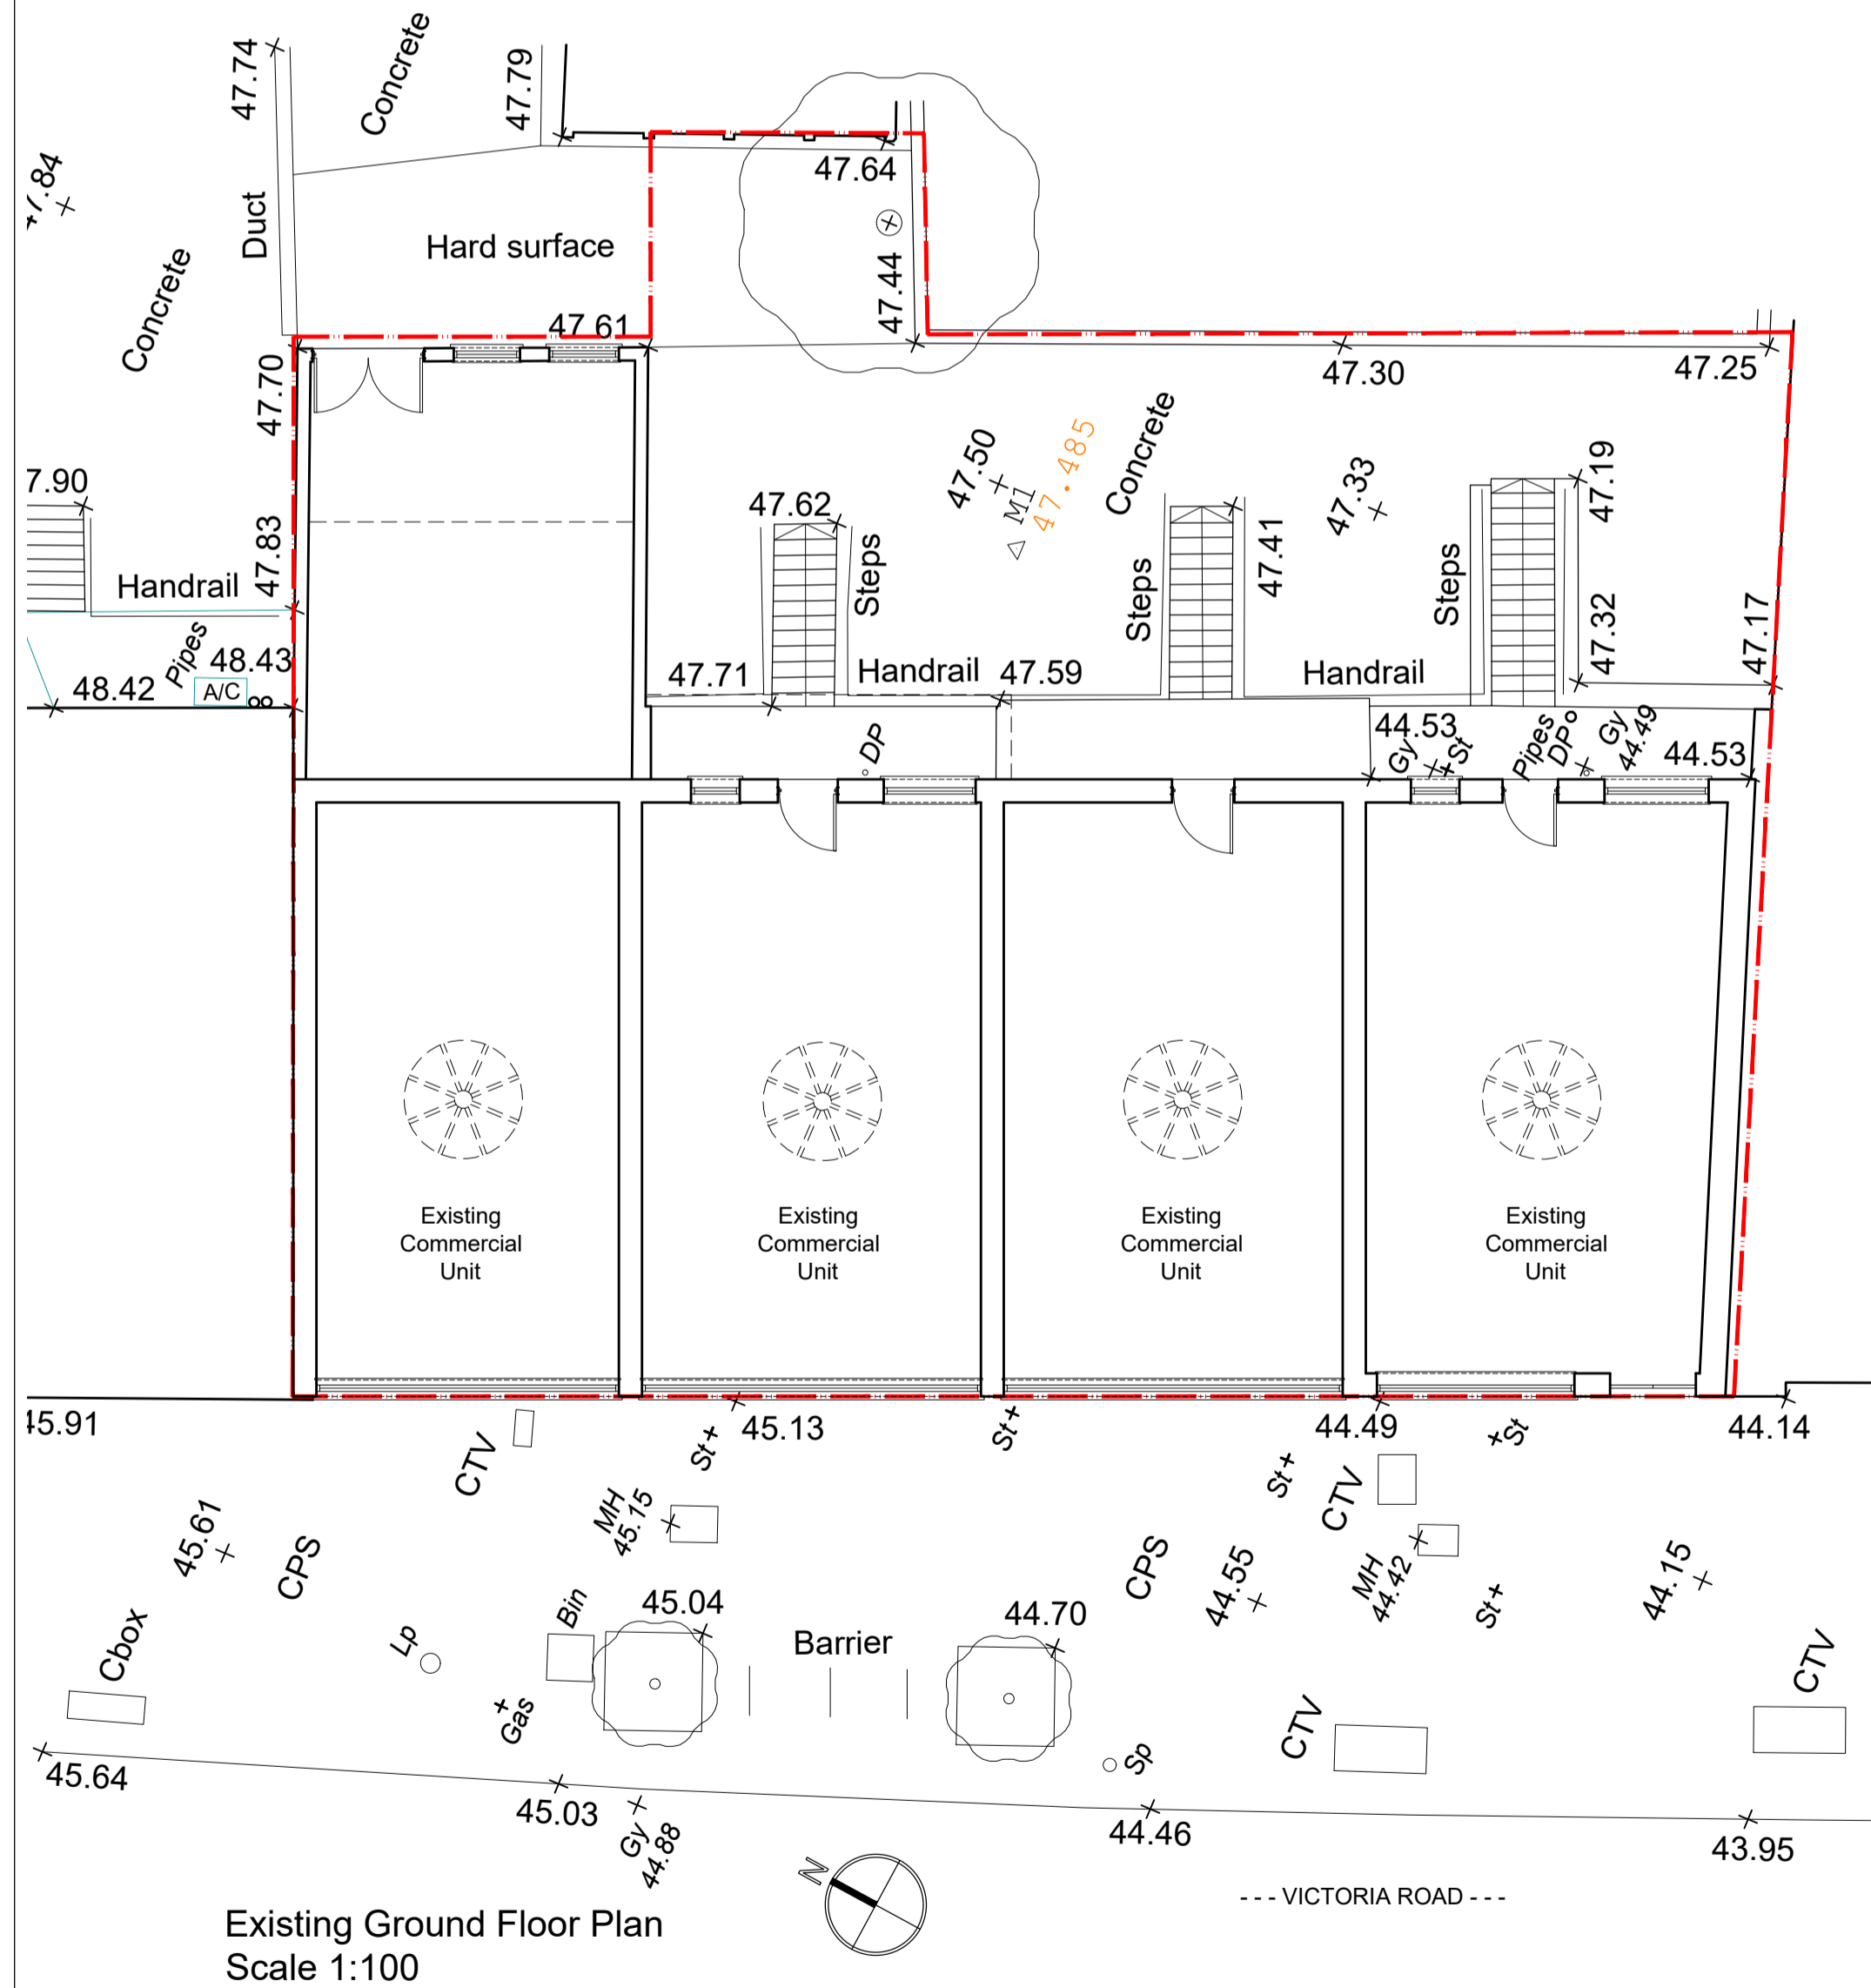 47.74
Concrete
47.79
47.64
Duct
Hard surface
47.44
Concrete
47.61
47.30
47.25
47.70
47.50
M1
47.485
Concrete
47.33
47.19
7.90
47.62
Steps
47.83
47.41
Steps
Steps
Handrail
47.32
47.17
Pipes
48.43
48.42
A/C
47.71
Handrail
47.59
Handrail
DP
44.53
Gy
+St
Pipes
DP
Gy
44.49
44.53
Existing
Commercial
Unit
Existing
Commercial
Unit
Existing
Commercial
Unit
Existing
Commercial
Unit
45.91
45.13
44.49
44.14
CTV
St+
St+
St+
+St
CTV
45.61
CPS
MH
45.15
CPS
44.55
MH
44.42
St+
44.15
Cbox
Lp
Bin
45.04
Barrier
44.70
CTV
+
Gas
CTV
Sp
45.64
45.03
Gy
44.88
44.46
43.95
N
- - - VICTORIA ROAD - - -
Existing Ground Floor Plan
Scale 1:100